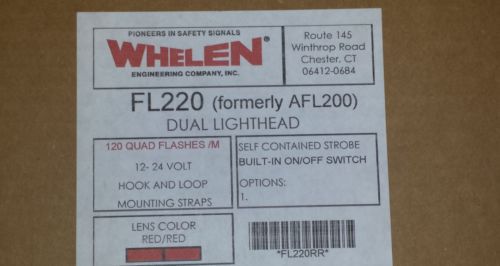 PIONEERS IN SAFETY SIGNALS
WHELEN®
ENGINEERING COMPANY, INC.
Route 145
Winthrop Road
Chester, CT
06412-0684
FL220 (formerly AFL200)
DUAL LIGHTHEAD
120 QUAD FLASHES /M
12- 24 VOLT
HOOK AND LOOP
MOUNTING STRAPS
SELF CONTAINED STROBE
BUILT-IN ON/OFF SWITCH
OPTIONS:
1.
LENS COLOR
RED/RED
*FL220RR*